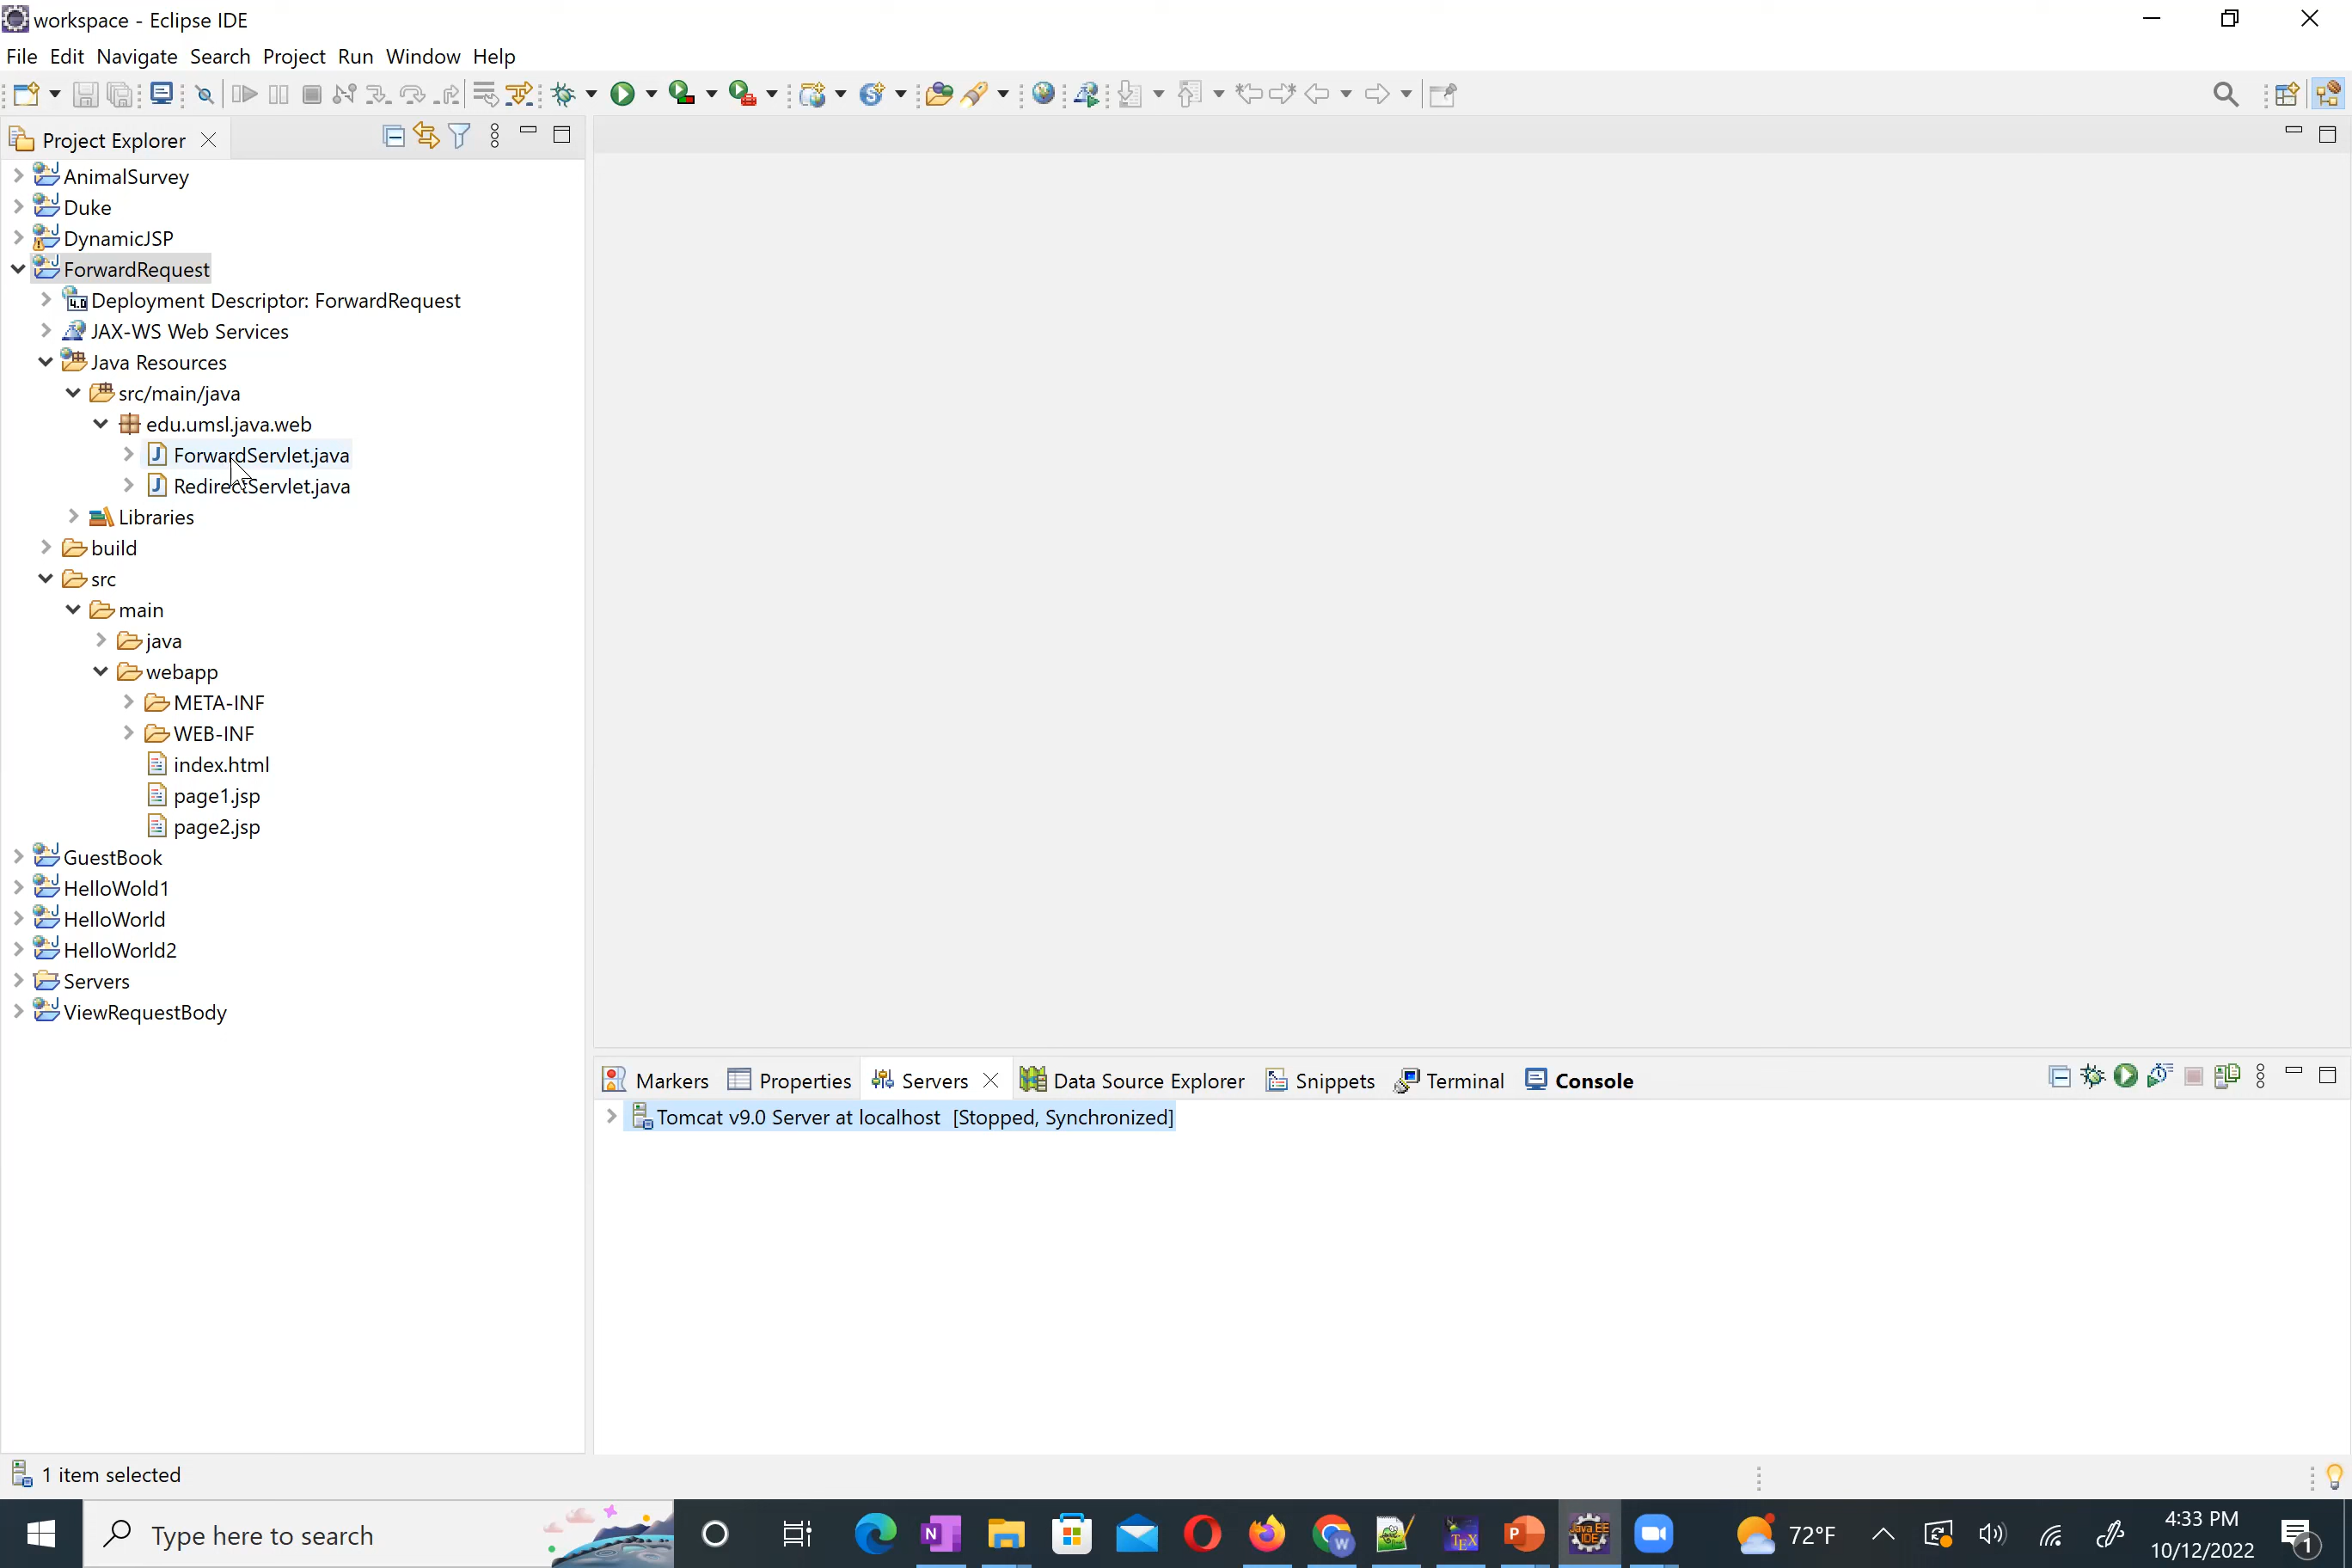 workspace - Eclipse IDE
File Edit Navigate Search Project Run Window Help
Project Explorer
AnimalSurvey
Duke
DynamicJSP
ForwardRequest
Deployment Descriptor: ForwardRequest
JAX-WS Web Services
Java Resources
src/main/java
edu.umsl.java.web
ForwardServlet.java
RedirectServlet.java
Libraries
build
src
main
java
webapp
META-INF
WEB-INF
index.html
page1.jsp
page2.jsp
GuestBook
HelloWold1
HelloWorld
HelloWorld2
Servers
ViewRequestBody
Markers Properties Servers Data Source Explorer Snippets Terminal Console
Tomcat v9.0 Server at localhost [Stopped, Synchronized]
1 item selected
Type here to search
72°F
4:33 PM
10/12/2022
1